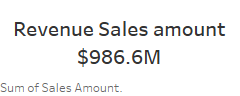 Revenue Sales amount
$986.6M
Sum of Sales Amount.